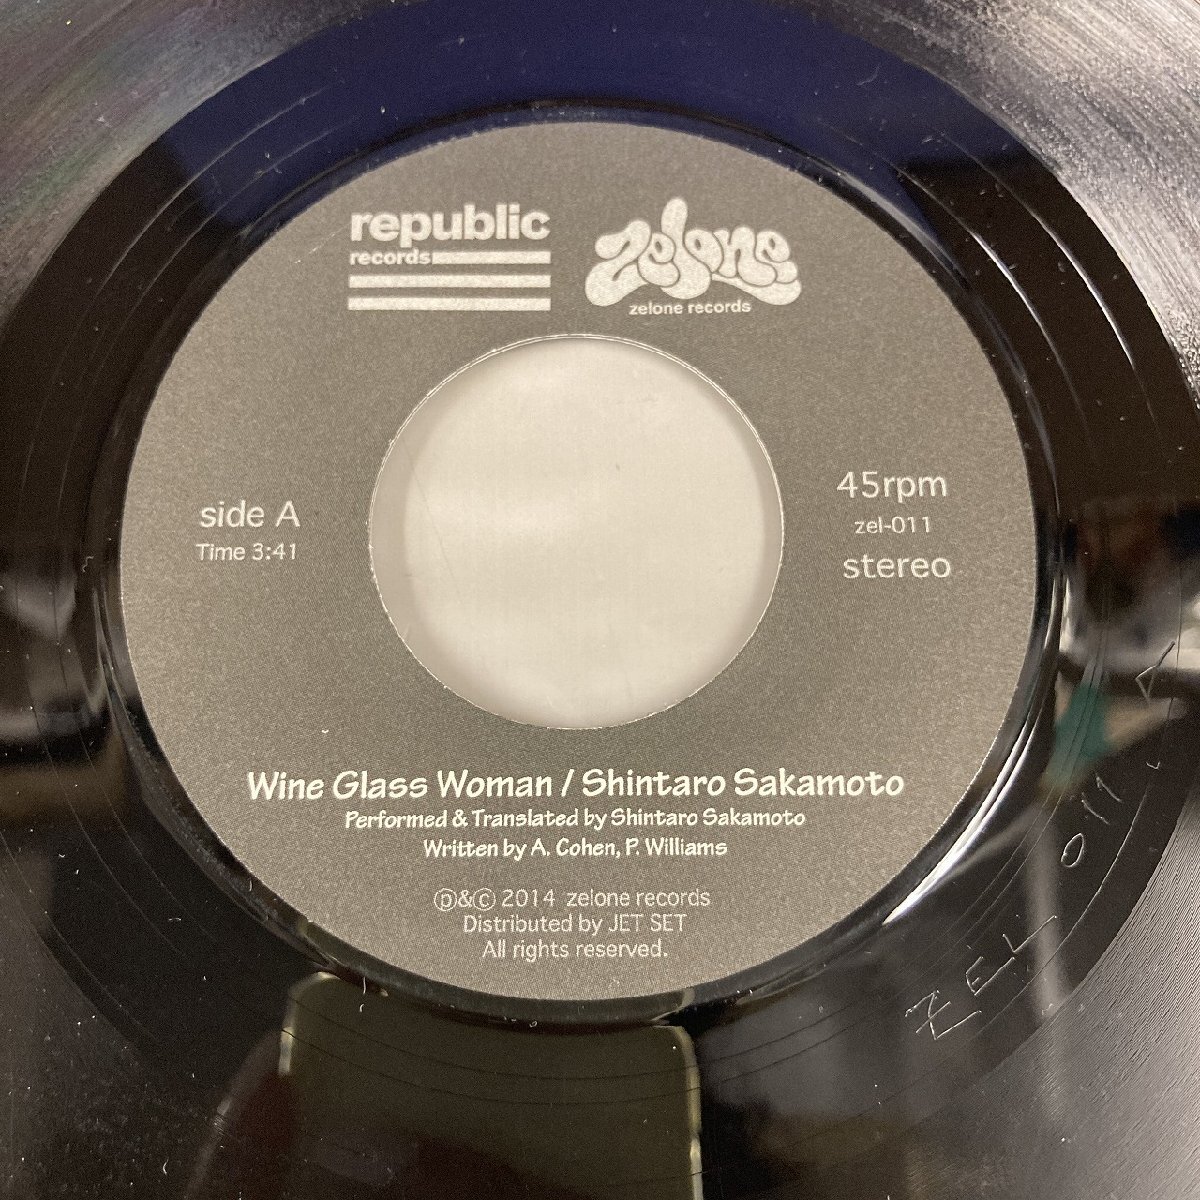 republic
records
zelone
zelone records
side A
Time 3:41
45rpm
zel-011
stereo
Wine Glass Woman / Shintaro Sakamoto
Performed & Translated by Shintaro Sakamoto
Written by A. Cohen, P. Williams
℗&© 2014 zelone records
Distributed by JET SET
All rights reserved.
ZEL 011